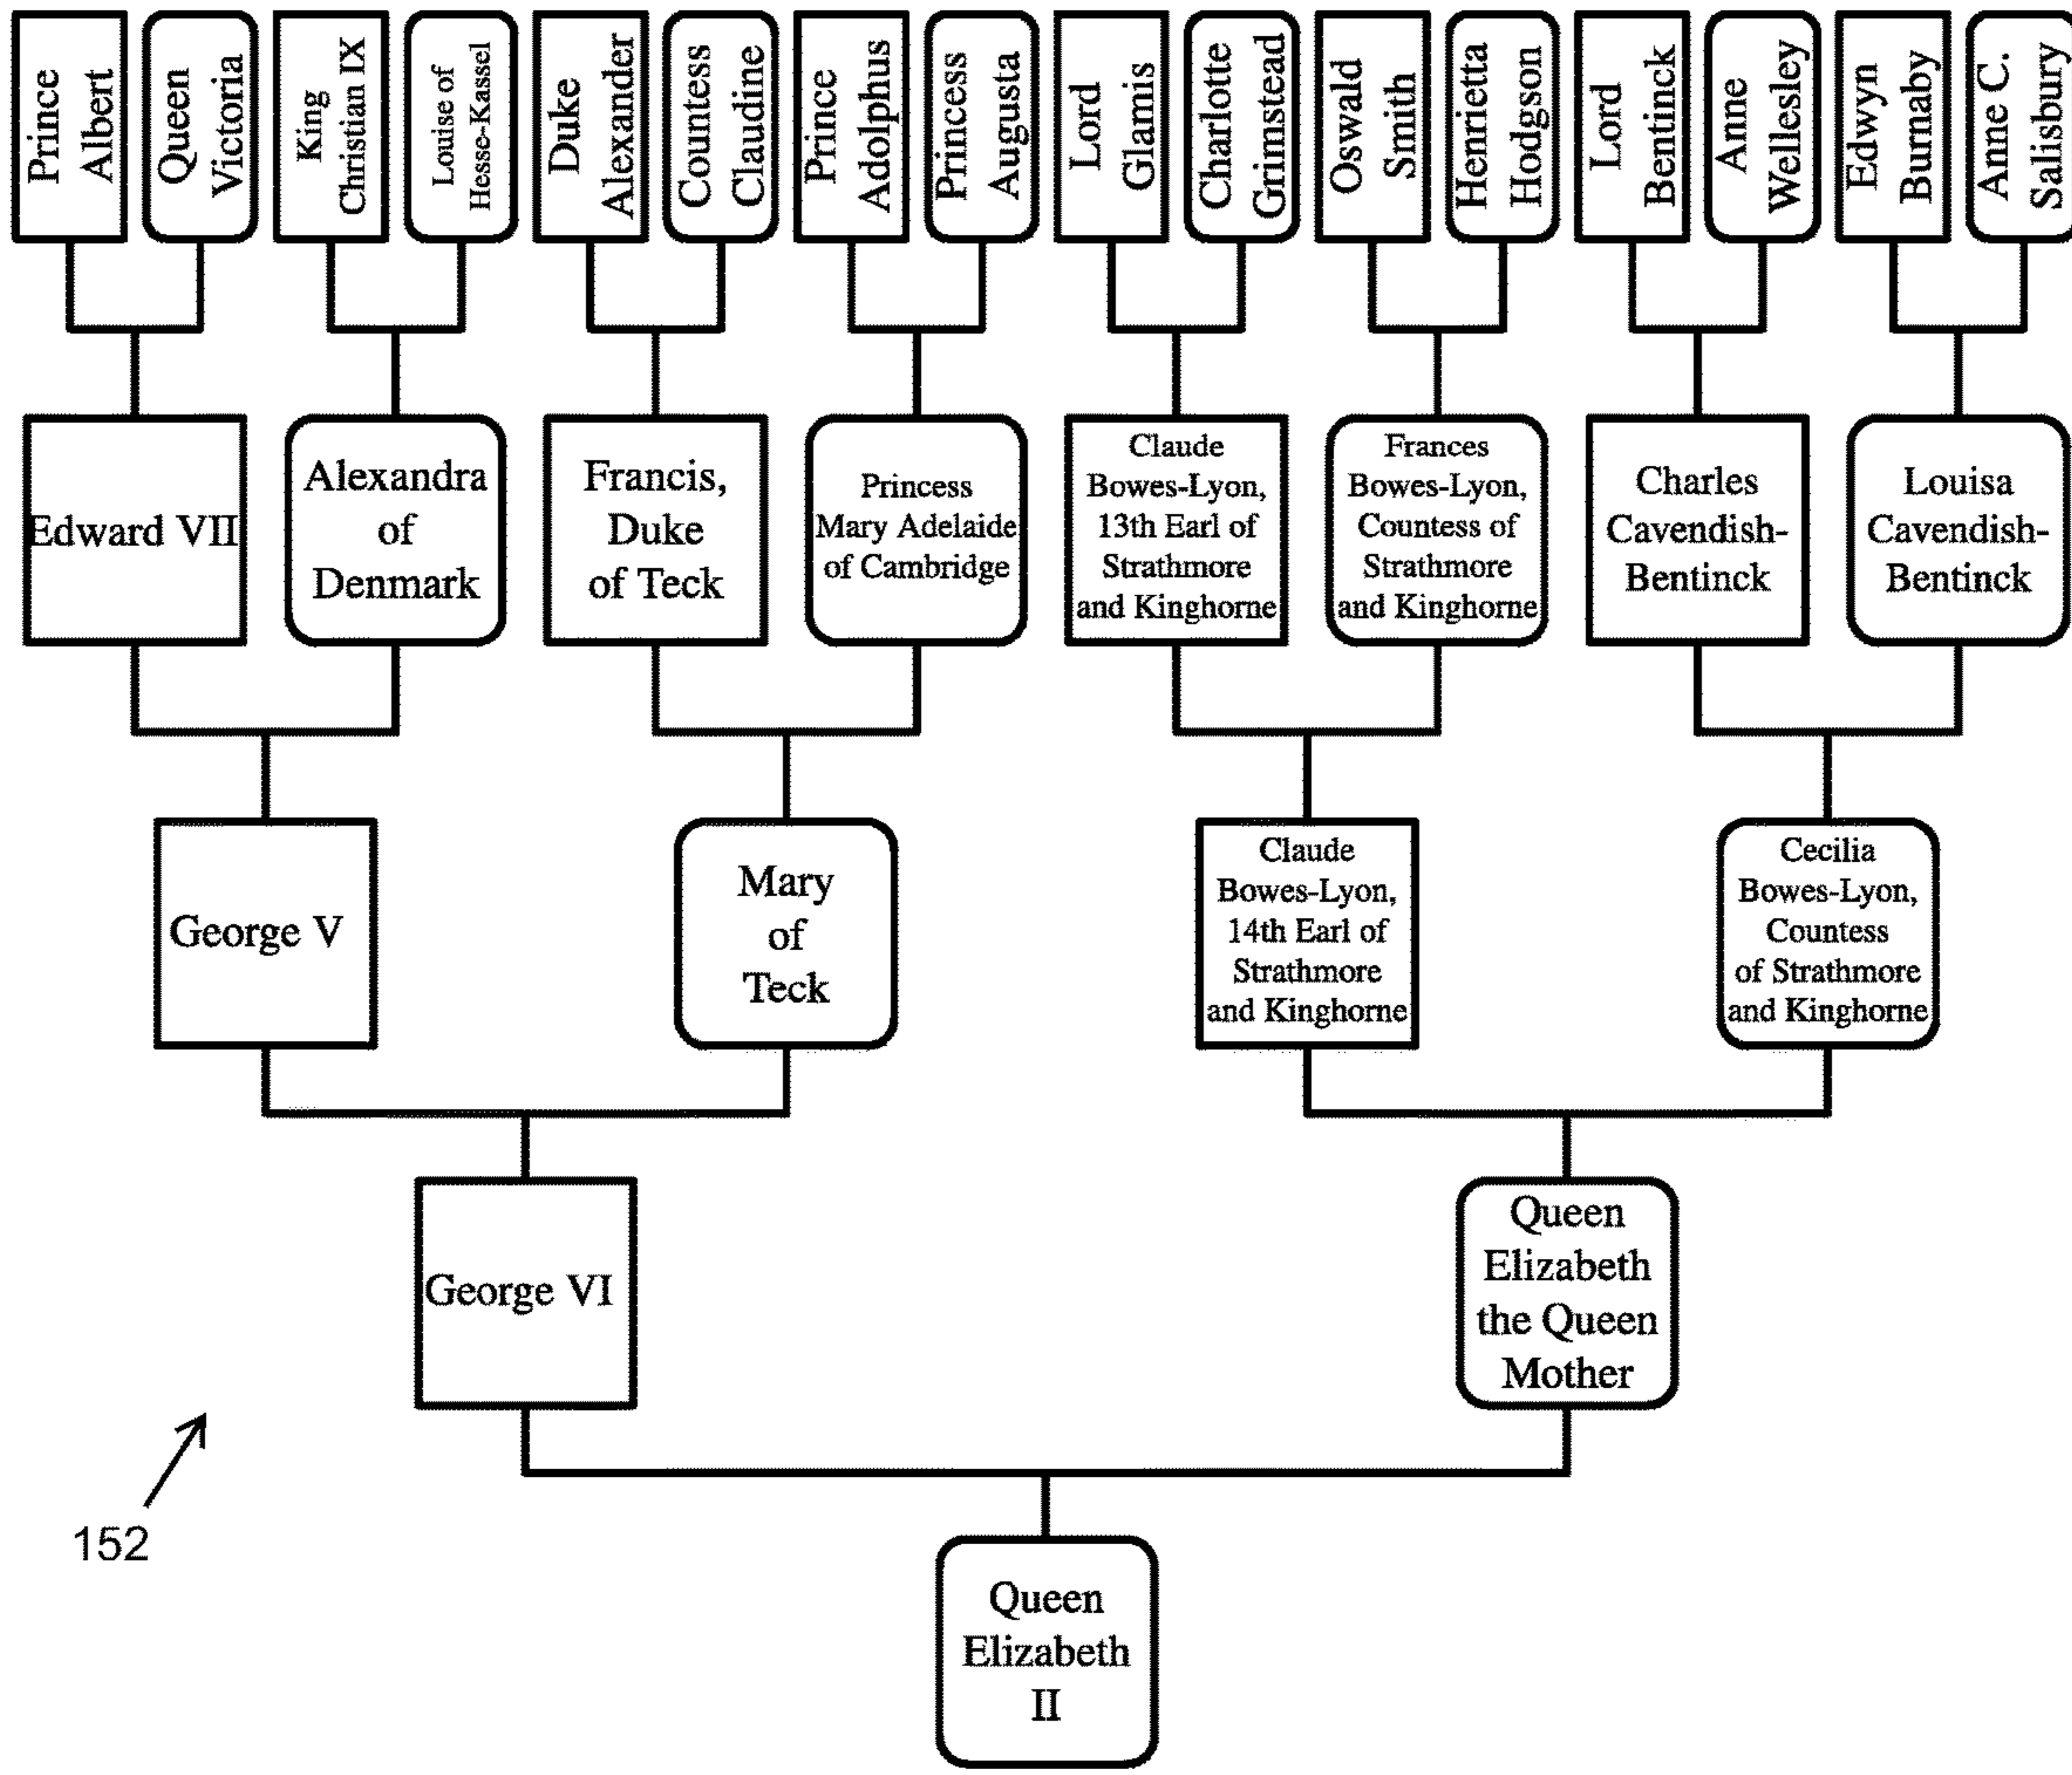 Prince
Albert
Queen
Victoria
King
Christian IX
Louise of
Hesse-Kassel
Duke
Alexander
Countess
Claudine
Prince
Adolphus
Princess
Augusta
Lord
Glamis
Charlotte
Grimstead
Oswald
Smith
Henrietta
Hodgson
Lord
Bentinck
Anne
Wellesley
Edwyn
Burnaby
Anne C.
Salisbury
Edward VII
Alexandra
of
Denmark
Francis,
Duke
of Teck
Princess
Mary Adelaide
of Cambridge
Claude
Bowes-Lyon,
13th Earl of
Strathmore
and Kinghorne
Frances
Bowes-Lyon,
Countess of
Strathmore
and Kinghorne
Charles
Cavendish-
Bentinck
Louisa
Cavendish-
Bentinck
George V
Mary
of
Teck
Claude
Bowes-Lyon,
14th Earl of
Strathmore
and Kinghorne
Cecilia
Bowes-Lyon,
Countess
of Strathmore
and Kinghorne
George VI
Queen
Elizabeth
the Queen
Mother
152
Queen
Elizabeth
II